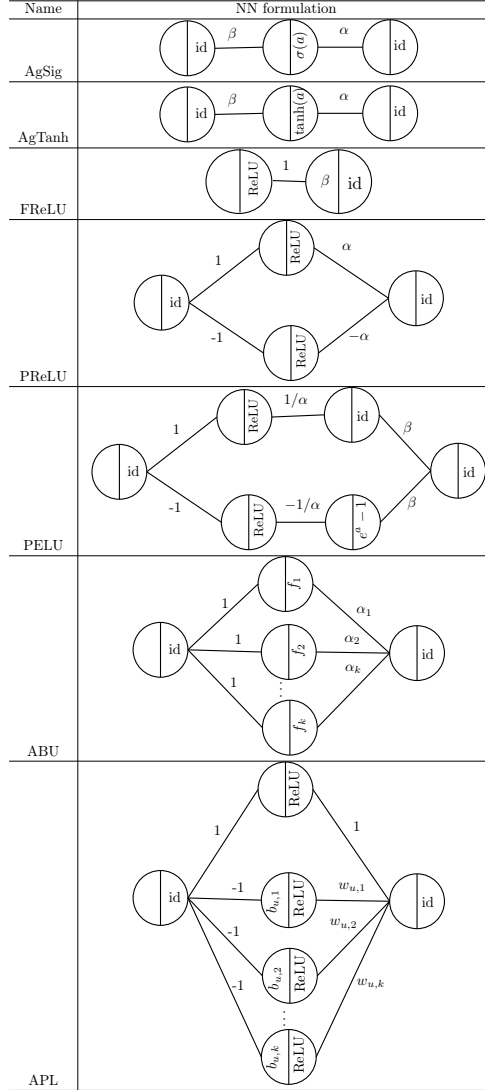 Name NN formulation
AgSig id β σ(a) α id
AgTanh id β tanh(a) α id
FReLU ReLU 1 β id
PReLU id 1 -1 ReLU ReLU α −α id
PELU id 1 -1 ReLU ReLU 1/α −1/α id e^a − 1 β β id
ABU id 1 1 1 f_1 f_2 ⋮ f_k α_1 α_2 α_k id
APL id 1 -1 -1 -1 ReLU b_{u,1} ReLU b_{u,2} ReLU ⋮ b_{u,k} ReLU 1 w_{u,1} w_{u,2} w_{u,k} id